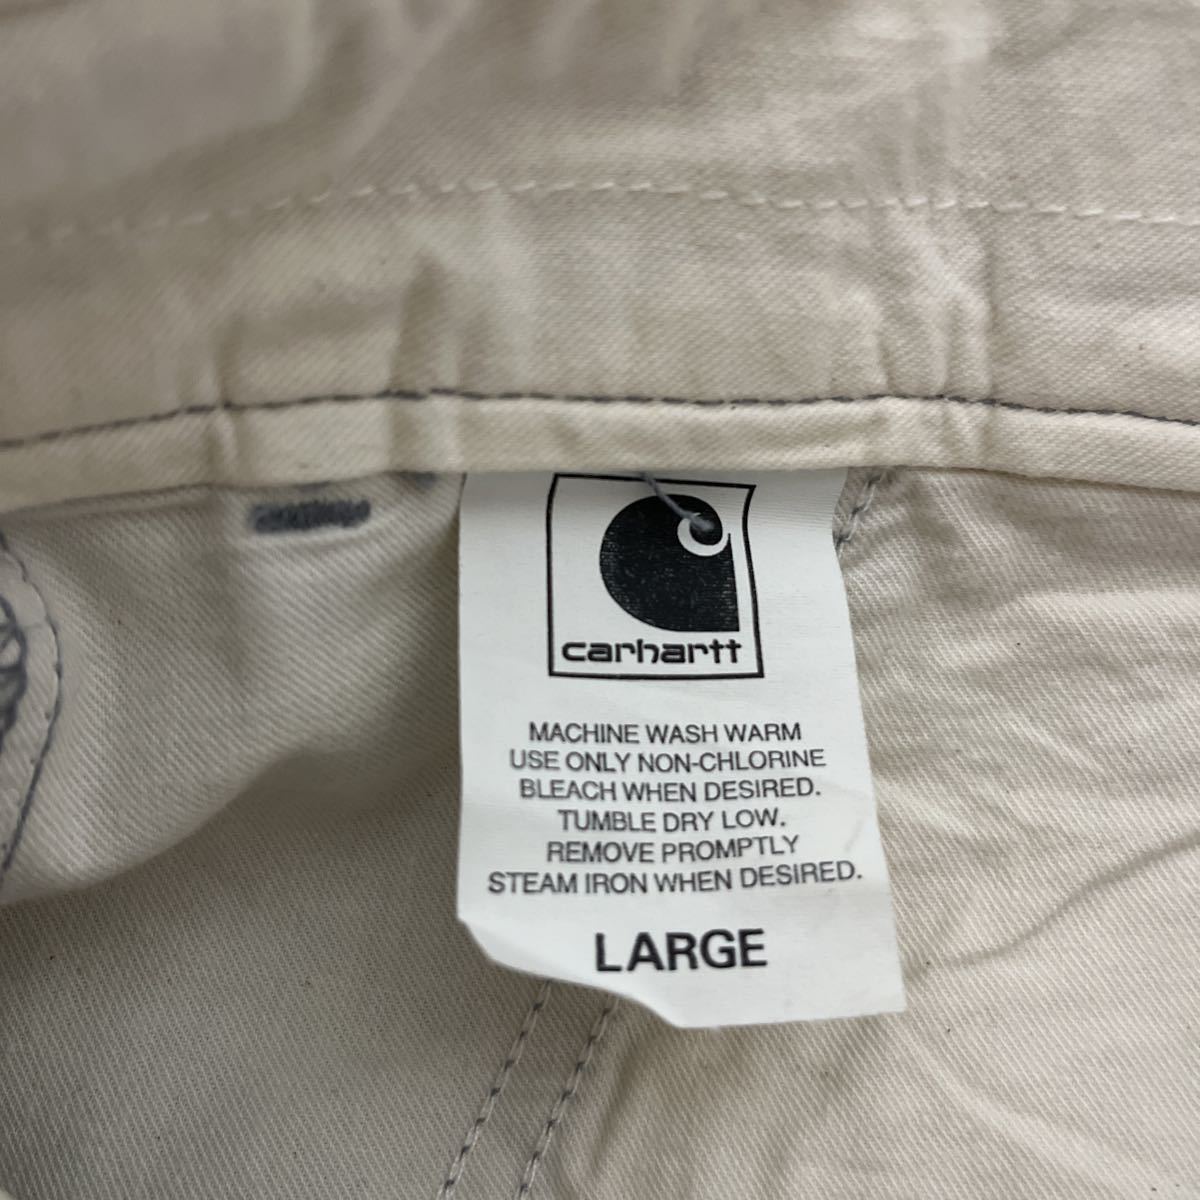 carhartt
MACHINE WASH WARM
USE ONLY NON-CHLORINE
BLEACH WHEN DESIRED.
TUMBLE DRY LOW.
REMOVE PROMPTLY
STEAM IRON WHEN DESIRED.
LARGE